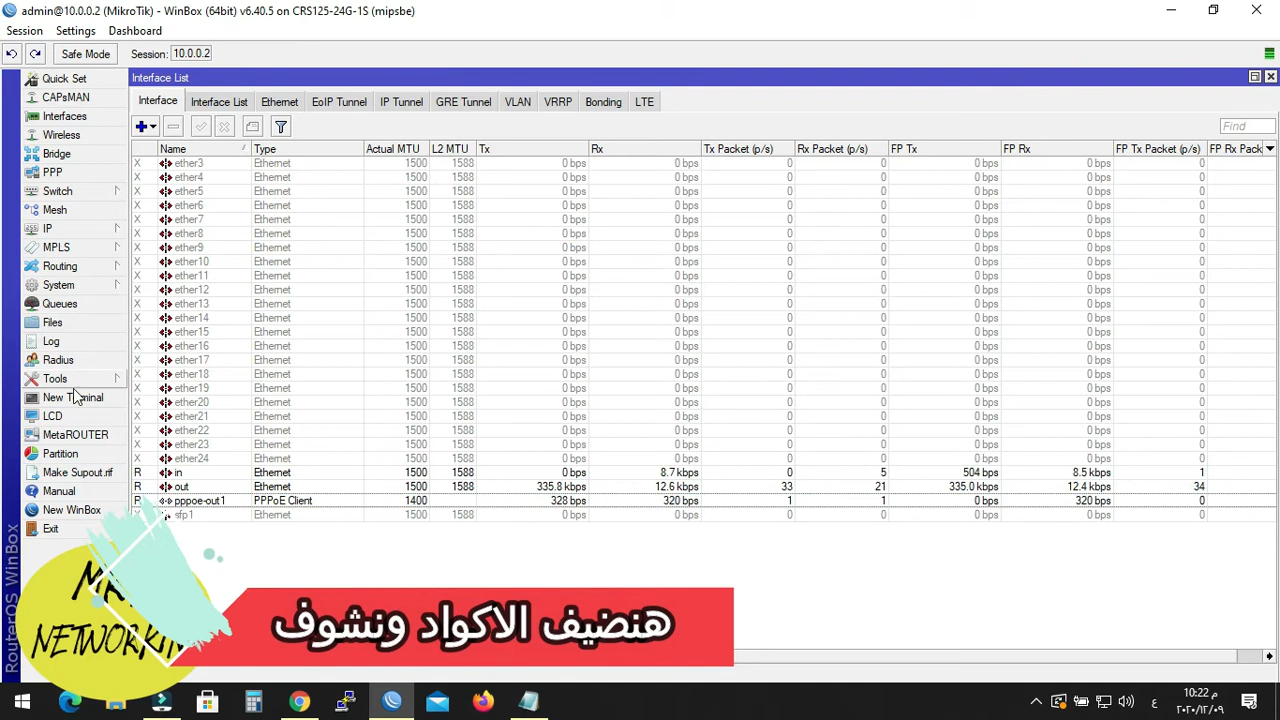 admin@10.0.0.2 (MikroTik) - WinBox (64bit) v6.40.5 on CRS125-24G-1S (mipsbe)
Session Settings Dashboard
Safe Mode Session: 10.0.0.2
Interface List
Quick Set
CAPsMAN
Interfaces
Wireless
Bridge
PPP
Switch
Mesh
IP
MPLS
Routing
System
Queues
Files
Log
Radius
Tools
New Terminal
LCD
MetaROUTER
Partition
Make Supout.rif
Manual
New WinBox
Exit
RouterOS WinBox
Interface Interface List Ethernet EoIP Tunnel IP Tunnel GRE Tunnel VLAN VRRP Bonding LTE
Find
Name Type Actual MTU L2 MTU Tx Rx Tx Packet (p/s) Rx Packet (p/s) FP Tx FP Rx FP Tx Packet (p/s) FP Rx Pack
X ether3 Ethernet 1500 1588 0 bps 0 bps 0 0 0 bps 0 bps 0
X ether4 Ethernet 1500 1588 0 bps 0 bps 0 0 0 bps 0 bps 0
X ether5 Ethernet 1500 1588 0 bps 0 bps 0 0 0 bps 0 bps 0
X ether6 Ethernet 1500 1588 0 bps 0 bps 0 0 0 bps 0 bps 0
X ether7 Ethernet 1500 1588 0 bps 0 bps 0 0 0 bps 0 bps 0
X ether8 Ethernet 1500 1588 0 bps 0 bps 0 0 0 bps 0 bps 0
X ether9 Ethernet 1500 1588 0 bps 0 bps 0 0 0 bps 0 bps 0
X ether10 Ethernet 1500 1588 0 bps 0 bps 0 0 0 bps 0 bps 0
X ether11 Ethernet 1500 1588 0 bps 0 bps 0 0 0 bps 0 bps 0
X ether12 Ethernet 1500 1588 0 bps 0 bps 0 0 0 bps 0 bps 0
X ether13 Ethernet 1500 1588 0 bps 0 bps 0 0 0 bps 0 bps 0
X ether14 Ethernet 1500 1588 0 bps 0 bps 0 0 0 bps 0 bps 0
X ether15 Ethernet 1500 1588 0 bps 0 bps 0 0 0 bps 0 bps 0
X ether16 Ethernet 1500 1588 0 bps 0 bps 0 0 0 bps 0 bps 0
X ether17 Ethernet 1500 1588 0 bps 0 bps 0 0 0 bps 0 bps 0
X ether18 Ethernet 1500 1588 0 bps 0 bps 0 0 0 bps 0 bps 0
X ether19 Ethernet 1500 1588 0 bps 0 bps 0 0 0 bps 0 bps 0
X ether20 Ethernet 1500 1588 0 bps 0 bps 0 0 0 bps 0 bps 0
X ether21 Ethernet 1500 1588 0 bps 0 bps 0 0 0 bps 0 bps 0
X ether22 Ethernet 1500 1588 0 bps 0 bps 0 0 0 bps 0 bps 0
X ether23 Ethernet 1500 1588 0 bps 0 bps 0 0 0 bps 0 bps 0
X ether24 Ethernet 1500 1588 0 bps 0 bps 0 0 0 bps 0 bps 0
R in Ethernet 1500 1588 0 bps 8.7 kbps 0 5 504 bps 8.5 kbps 1
R out Ethernet 1500 1588 335.8 kbps 12.6 kbps 33 21 335.0 kbps 12.4 kbps 34
R pppoe-out1 PPPoE Client 1400 328 bps 320 bps 1 1 0 bps 320 bps 0
X sfp1 Ethernet 1500 1588 0 bps 0 bps 0 0 0 bps 0 bps 0
هنضيف الاكواد ونشوف
ع
10:22 م
٢٠٢٠/١٢/٠٩